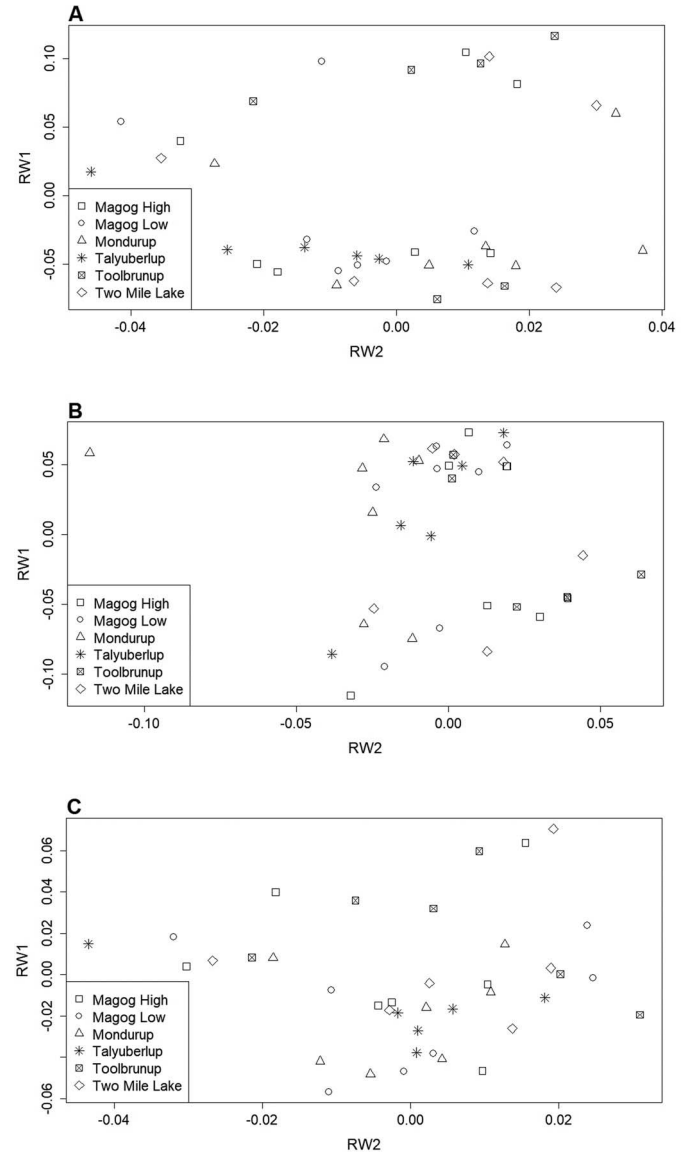 A
RW1
0.10
0.05
0.00
-0.05
Magog High
Magog Low
Mondurup
Talyuberlup
Toolbrunup
Two Mile Lake
-0.04 -0.02 0.00 0.02 0.04
RW2
B
RW1
0.05
0.00
-0.05
-0.10
Magog High
Magog Low
Mondurup
Talyuberlup
Toolbrunup
Two Mile Lake
-0.10 -0.05 0.00 0.05
RW2
C
RW1
0.06
0.04
0.02
0.00
-0.02
-0.06
Magog High
Magog Low
Mondurup
Talyuberlup
Toolbrunup
Two Mile Lake
-0.04 -0.02 0.00 0.02
RW2